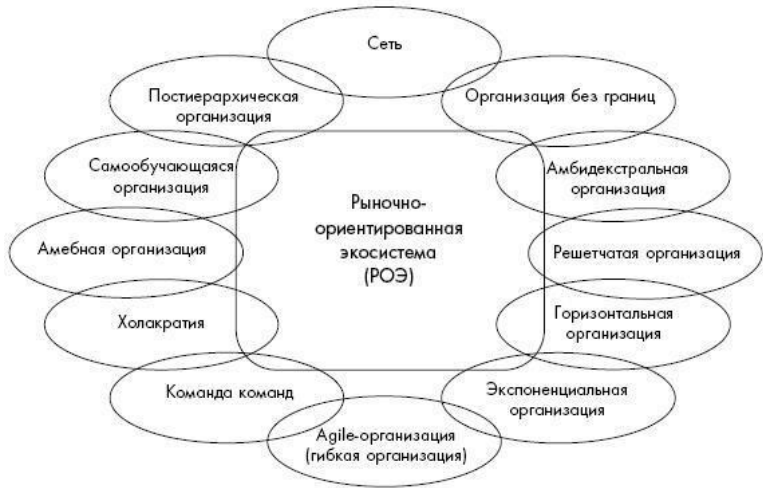 Сеть
Постиерархическая
организация
Организация без границ
Самообучающаяся
организация
Амбидекстральная
организация
Рыночно-
ориентированная
экосистема
(РОЭ)
Амебная организация
Решетчатая организация
Холакратия
Горизонтальная
организация
Команда команд
Экспоненциальная
организация
Agile-организация
(гибкая организация)